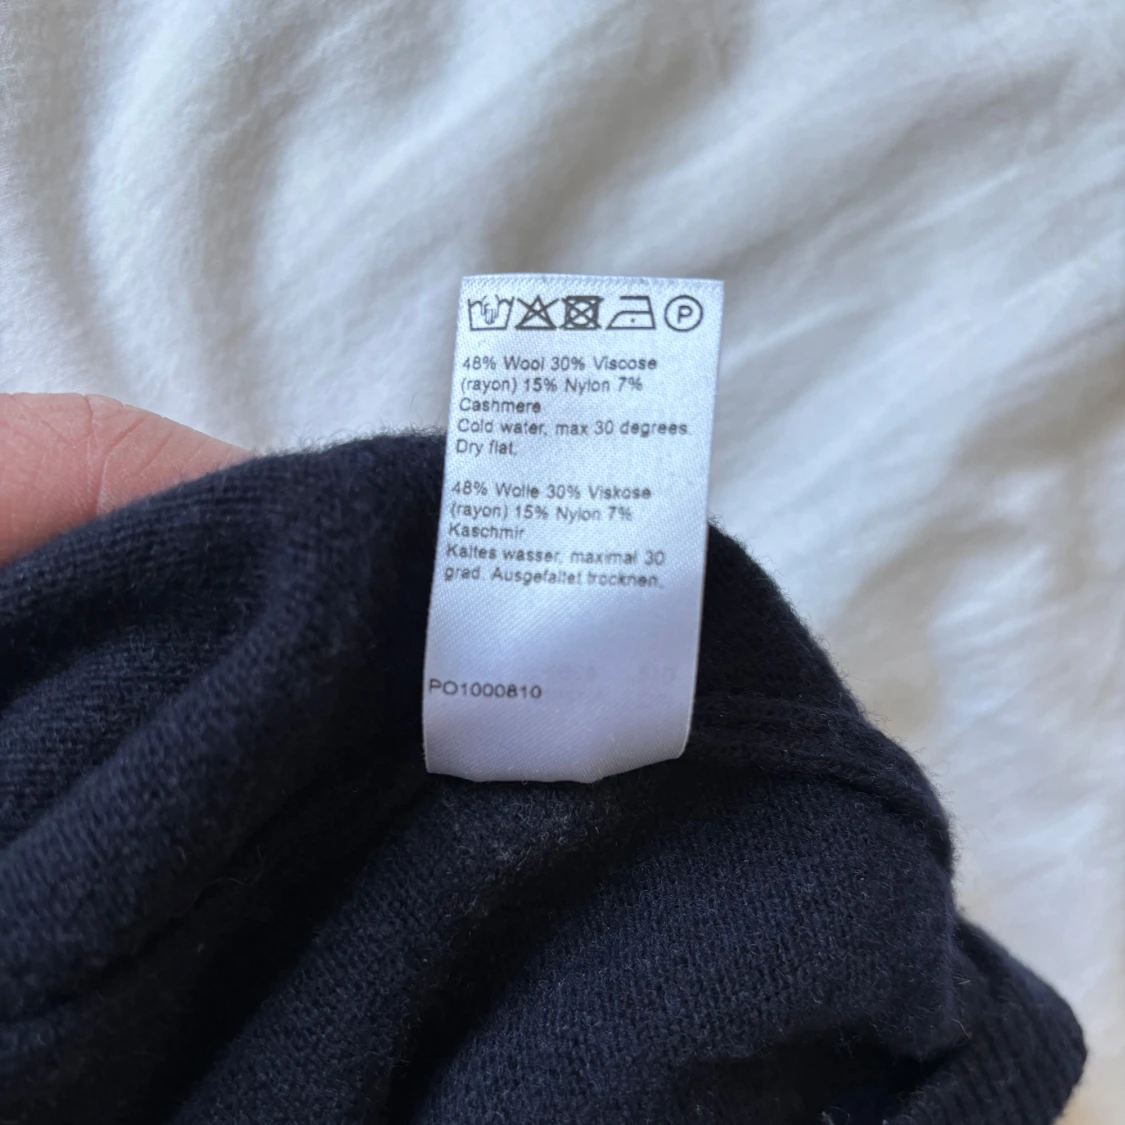 P
48% Wool 30% Viscose
(rayon) 15% Nylon 7%
Cashmere
Cold water, max 30 degrees.
Dry flat.
48% Wolle 30% Viskose
(rayon) 15% Nylon 7%
Kaschmir
Kaltes wasser, maximal 30
grad. Ausgefaltet trocknen.
PO1000810